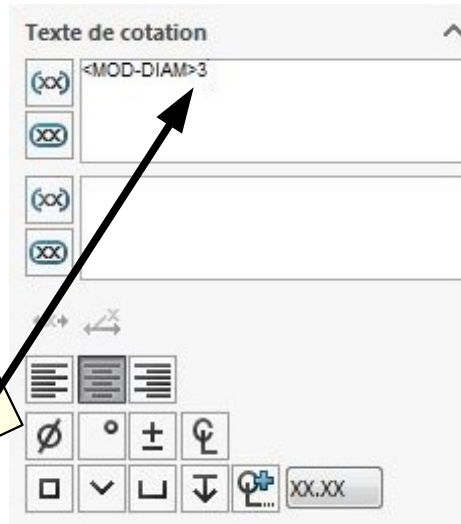 Texte de cotation
(xx) <MOD-DIAM>3
(xx)
(xx)
(xx)
x
x
Ø ° ± ℄
XX.XX